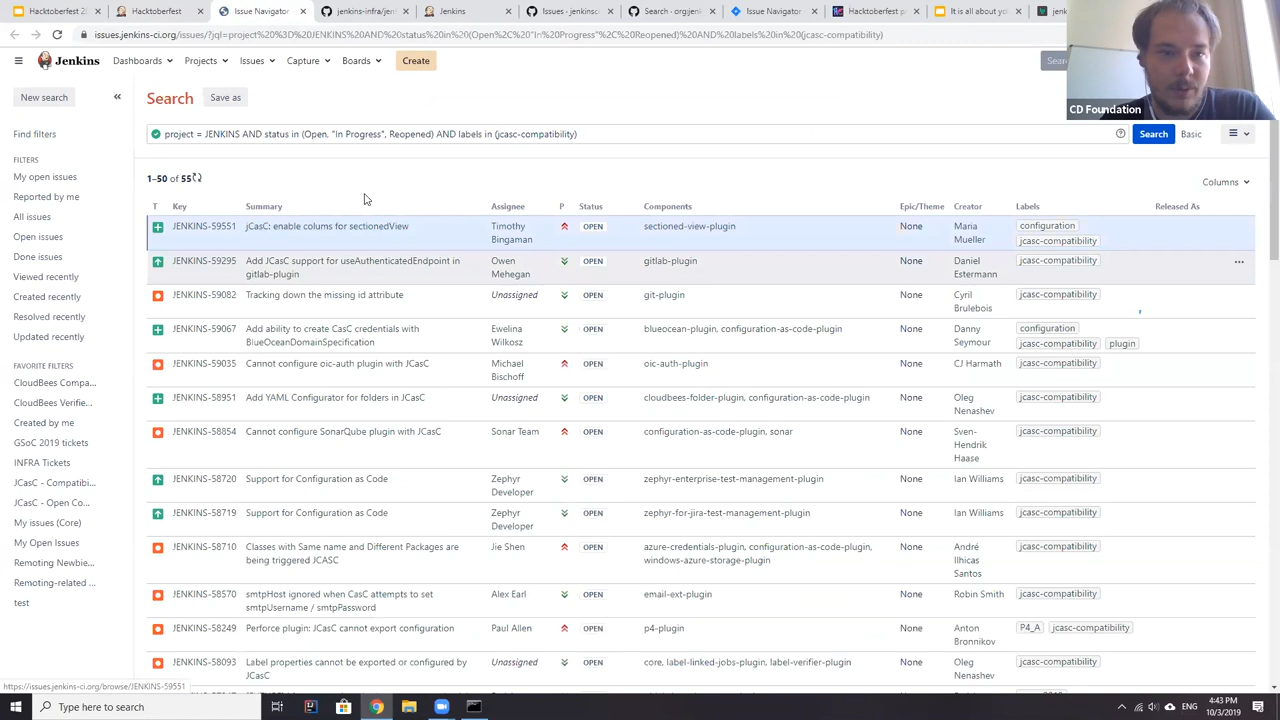 Hacktoberfest 2
Hacktoberfest
Issue Navigator
jenkins-infra/jen
Jenkins
Issues · jenkinsc
Search · org:jenl
Issue Navigator
Hacktoberfest p
It is all about yo
issues.jenkins-ci.org/issues/?jql=project%20%3D%20JENKINS%20AND%20status%20in%20(Open%2C%20"In%20Progress"%2C%20Reopened)%20AND%20labels%20in%20(jcasc-compatibility)
Jenkins Dashboards Projects Issues Capture Boards Create Sear
CD Foundation
New search
Search Save as
Find filters
project = JENKINS AND status in (Open, "In Progress", Reopened) AND labels in (jcasc-compatibility) Search Basic
FILTERS
My open issues
Reported by me
All issues
Open issues
Done issues
Viewed recently
Created recently
Resolved recently
Updated recently
FAVORITE FILTERS
CloudBees Compa...
CloudBees Verifie...
Created by me
GSoC 2019 tickets
INFRA Tickets
JCasC - Compatibi...
JCasC - Open Co...
My issues (Core)
My Open Issues
Remoting Newbie...
Remoting-related ...
test
1–50 of 55
Columns
T Key Summary Assignee P Status Components Epic/Theme Creator Labels Released As
JENKINS-59551 jCasC: enable colums for sectionedView Timothy Bingaman OPEN sectioned-view-plugin None Maria Mueller configuration jcasc-compatibility
JENKINS-59295 Add JCasC support for useAuthenticatedEndpoint in gitlab-plugin Owen Mehegan OPEN gitlab-plugin None Daniel Estermann jcasc-compatibility
JENKINS-59082 Tracking down the missing id attribute Unassigned OPEN git-plugin None Cyril Brulebois jcasc-compatibility
JENKINS-59067 Add ability to create CasC credentials with BlueOceanDomainSpecification Ewelina Wilkosz OPEN blueocean-plugin, configuration-as-code-plugin None Danny Seymour configuration jcasc-compatibility plugin
JENKINS-59035 Cannot configure oic-auth plugin with JCasC Michael Bischoff OPEN oic-auth-plugin None CJ Harmath jcasc-compatibility
JENKINS-58951 Add YAML Configurator for folders in JCasC Unassigned OPEN cloudbees-folder-plugin, configuration-as-code-plugin None Oleg Nenashev jcasc-compatibility
JENKINS-58854 Cannot configure SonarQube plugin with JCasC Sonar Team OPEN configuration-as-code-plugin, sonar None Sven-Hendrik Haase jcasc-compatibility
JENKINS-58720 Support for Configuration as Code Zephyr Developer OPEN zephyr-enterprise-test-management-plugin None Ian Williams jcasc-compatibility
JENKINS-58719 Support for Configuration as Code Zephyr Developer OPEN zephyr-for-jira-test-management-plugin None Ian Williams jcasc-compatibility
JENKINS-58710 Classes with Same name and Different Packages are being triggered JCASC Jie Shen OPEN azure-credentials-plugin, configuration-as-code-plugin, windows-azure-storage-plugin None André Ilhicas Santos jcasc-compatibility
JENKINS-58570 smtpHost ignored when CasC attempts to set smtpUsername / smtpPassword Alex Earl OPEN email-ext-plugin None Robin Smith jcasc-compatibility
JENKINS-58249 Perforce plugin: JCasC cannot export configuration Paul Allen OPEN p4-plugin None Anton Bronnikov P4_A jcasc-compatibility
JENKINS-58093 Label properties cannot be exported or configured by JCasC Unassigned OPEN core, label-linked-jobs-plugin, label-verifier-plugin None Oleg Nenashev jcasc-compatibility
https://issues.jenkins-ci.org/browse/JENKINS-59551
Type here to search
ENG
4:43 PM
10/3/2019